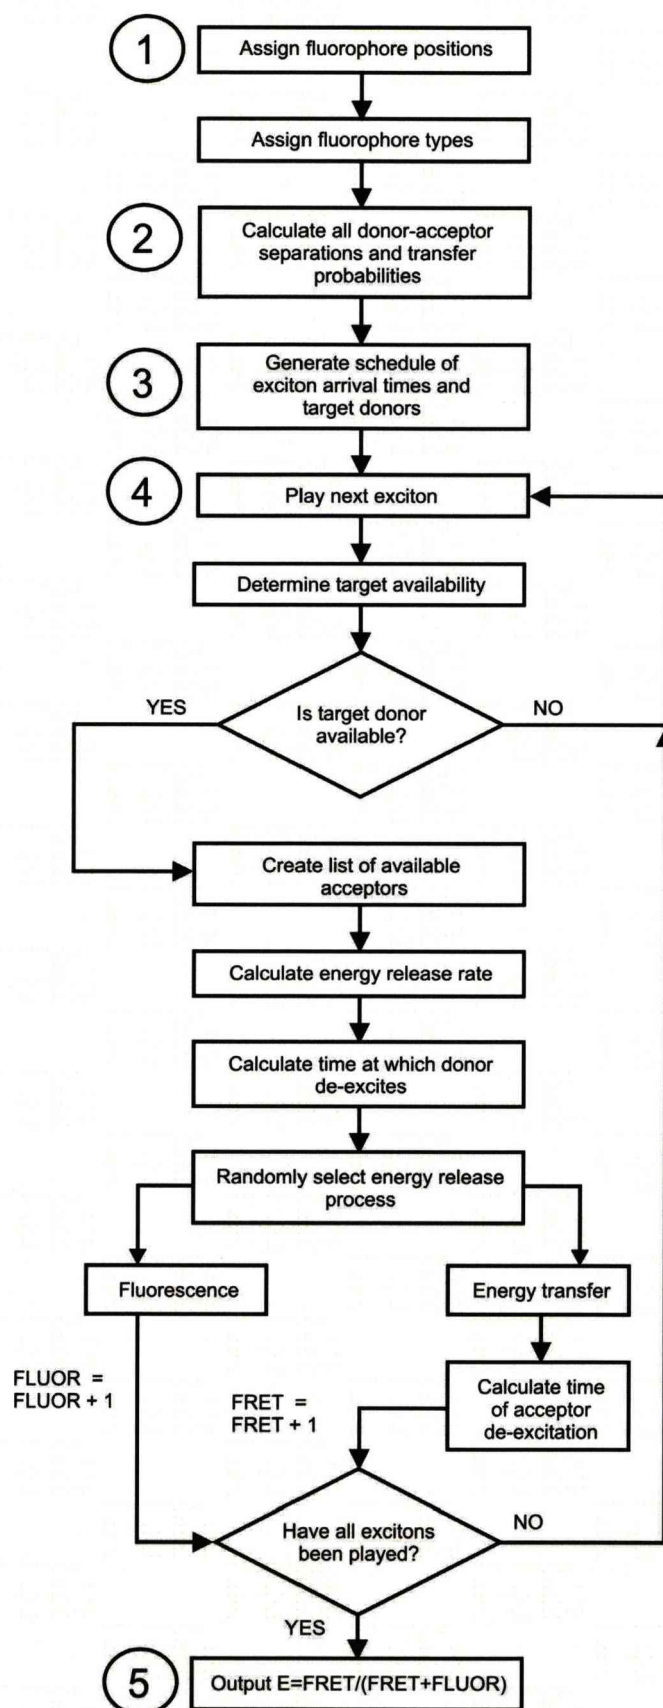 1
Assign fluorophore positions
Assign fluorophore types
2
Calculate all donor-acceptor
separations and transfer
probabilities
3
Generate schedule of
exciton arrival times and
target donors
4
Play next exciton
Determine target availability
YES
Is target donor
available?
NO
Create list of available
acceptors
Calculate energy release rate
Calculate time at which donor
de-excites
Randomly select energy release
process
Fluorescence
Energy transfer
FLUOR =
FLUOR + 1
FRET =
FRET + 1
Calculate time
of acceptor
de-excitation
Have all excitons
been played?
NO
YES
5
Output E=FRET/(FRET+FLUOR)